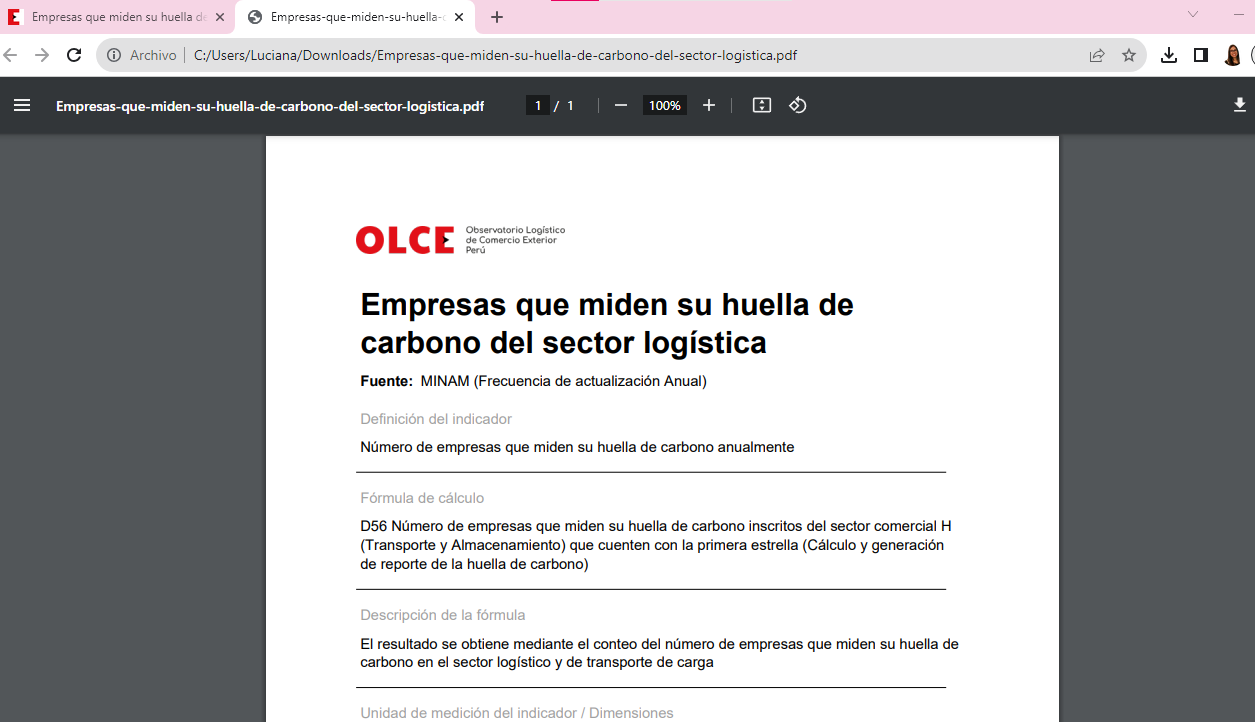 Empresas que miden su huella de
Empresas-que-miden-su-huella-
Archivo
C:/Users/Luciana/Downloads/Empresas-que-miden-su-huella-de-carbono-del-sector-logistica.pdf
Empresas-que-miden-su-huella-de-carbono-del-sector-logistica.pdf
1 / 1
100%
OLCE
Observatorio Logístico
de Comercio Exterior
Perú
Empresas que miden su huella de
carbono del sector logística
Fuente: MINAM (Frecuencia de actualización Anual)
Definición del indicador
Número de empresas que miden su huella de carbono anualmente
Fórmula de cálculo
D56 Número de empresas que miden su huella de carbono inscritos del sector comercial H
(Transporte y Almacenamiento) que cuenten con la primera estrella (Cálculo y generación
de reporte de la huella de carbono)
Descripción de la fórmula
El resultado se obtiene mediante el conteo del número de empresas que miden su huella de
carbono en el sector logístico y de transporte de carga
Unidad de medición del indicador / Dimensiones